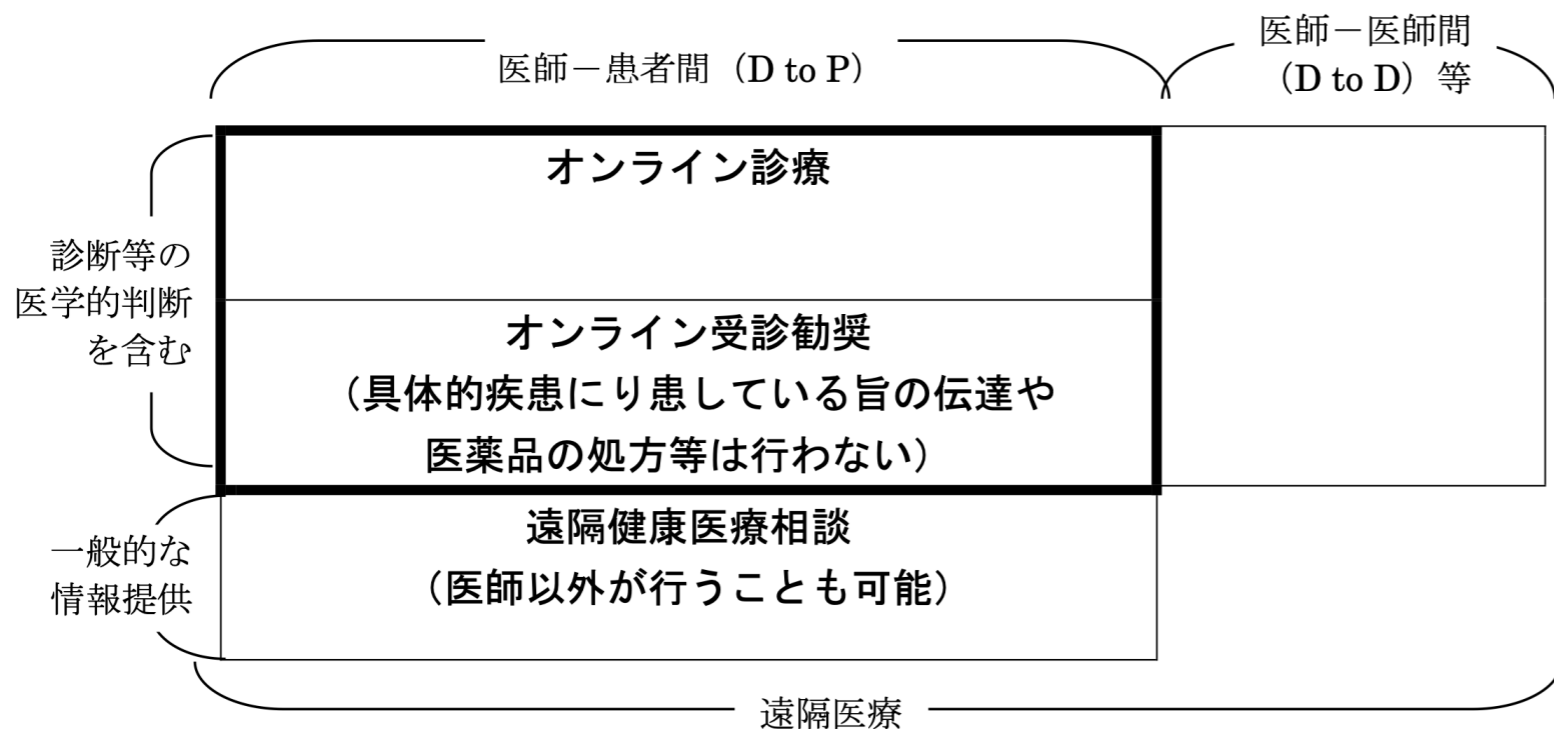 医師－患者間（D to P）
医師－医師間
（D to D）等
オンライン診療
診断等の
医学的判断
を含む
オンライン受診勧奨
（具体的疾患にり患している旨の伝達や
医薬品の処方等は行わない）
遠隔健康医療相談
（医師以外が行うことも可能）
一般的な
情報提供
遠隔医療